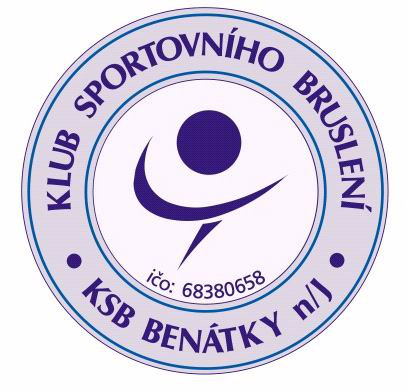 KLUB SPORTOVNÍHO BRUSLENÍ
ičo: 68380658
KSB BENÁTKY n/J